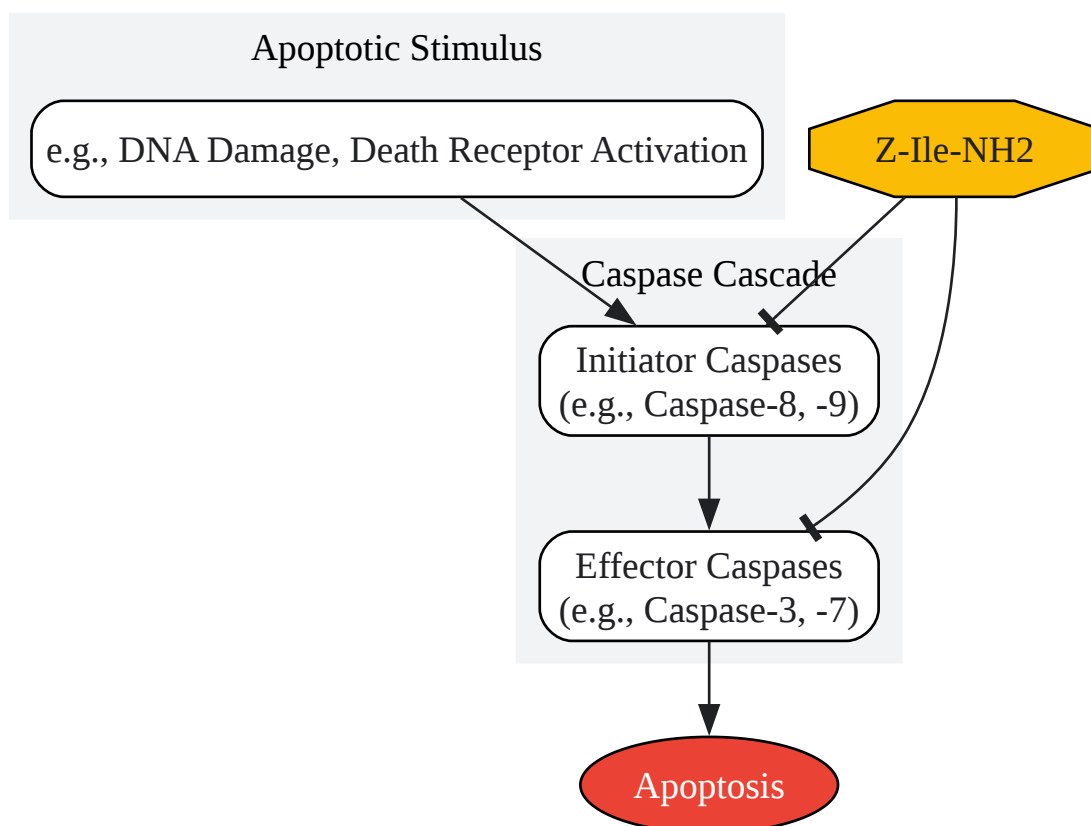 Apoptotic Stimulus
e.g., DNA Damage, Death Receptor Activation
Z-Ile-NH2
Caspase Cascade
Initiator Caspases
(e.g., Caspase-8, -9)
Effector Caspases
(e.g., Caspase-3, -7)
Apoptosis